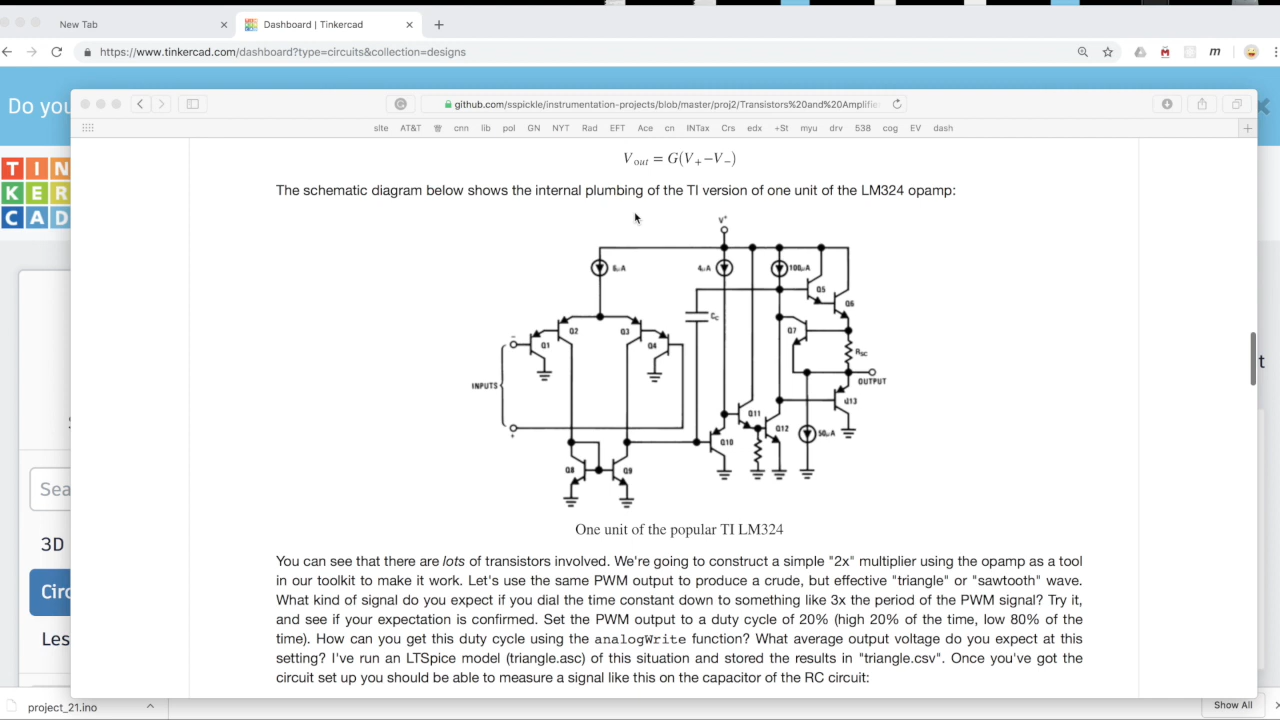 New Tab
Dashboard | Tinkercad
https://www.tinkercad.com/dashboard?type=circuits&collection=designs
m
Do you
github.com/sspickle/instrumentation-projects/blob/master/proj2/Transistors%20and%20Amplifie
slte AT&T cnn lib pol GN NYT Rad EFT Ace cn INTax Crs edx +St myu drv 538 cog EV dash
TIN
KER
CAD
V out = G(V+−V−)
The schematic diagram below shows the internal plumbing of the TI version of one unit of the LM324 opamp:
V+
6μA
4μA
100μA
Q5
Q6
Q2
Q3
CC
Q7
Q1
Q4
RSC
INPUTS
OUTPUT
Q13
Q11
Q12
50μA
Q10
Q8
Q9
−
+
One unit of the popular TI LM324
You can see that there are lots of transistors involved. We're going to construct a simple "2x" multiplier using the opamp as a tool
in our toolkit to make it work. Let's use the same PWM output to produce a crude, but effective "triangle" or "sawtooth" wave.
What kind of signal do you expect if you dial the time constant down to something like 3x the period of the PWM signal? Try it,
and see if your expectation is confirmed. Set the PWM output to a duty cycle of 20% (high 20% of the time, low 80% of the
time). How can you get this duty cycle using the analogWrite function? What average output voltage do you expect at this
setting? I've run an LTSpice model (triangle.asc) of this situation and stored the results in "triangle.csv". Once you've got the
circuit set up you should be able to measure a signal like this on the capacitor of the RC circuit:
Sea
3D
Circ
Les
t
project_21.ino
Show All